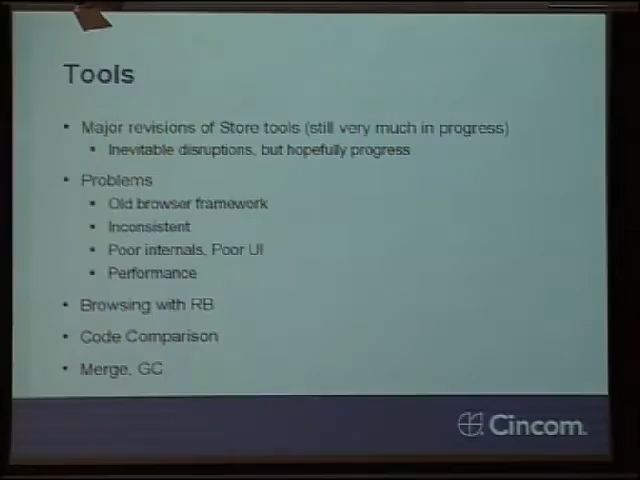 Tools
• Major revisions of Store tools (still very much in progress)
• Inevitable disruptions, but hopefully progress
• Problems
• Old browser framework
• Inconsistent
• Poor internals, Poor UI
• Performance
• Browsing with RB
• Code Comparison
• Merge, GC
Cincom